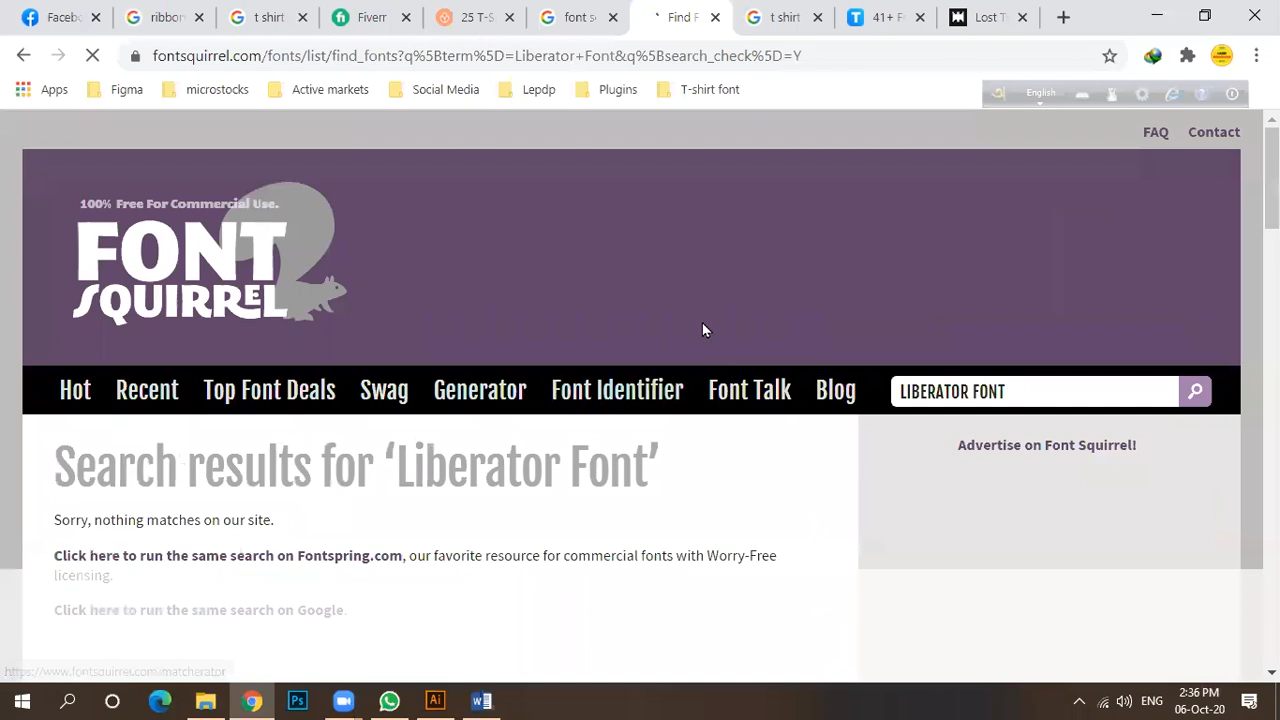 Faceb
ribbor
shirt
Fiverr
25 T-S
font s
Find F
t shirt
41+ F
Lost T
fontsquirrel.com/fonts/list/find_fonts?q%5Bterm%5D=Liberator+Font&q%5Bsearch_check%5D=Y
Apps
Figma
microstocks
Active markets
Social Media
Lepdp
Plugins
T-shirt font
English
FAQ
Contact
100% Free For Commercial Use.
FONT
SQUIRREL
Hot
Recent
Top Font Deals
Swag
Generator
Font Identifier
Font Talk
Blog
LIBERATOR FONT
Search results for ‘Liberator Font’
Advertise on Font Squirrel!
Sorry, nothing matches on our site.
Click here to run the same search on Fontspring.com, our favorite resource for commercial fonts with Worry-Free
licensing.
Click here to run the same search on Google.
https://www.fontsquirrel.com/matcherator
Ps
Ai
ENG
2:36 PM
06-Oct-20